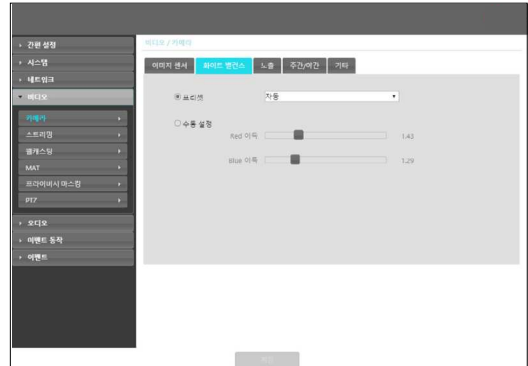 간편 설정
시스템
네트워크
비디오
카메라
스트리밍
웹캐스팅
MAT
프라이버시 마스킹
PTZ
오디오
이벤트 동작
이벤트
비디오 / 카메라
이미지 센서 화이트 밸런스 노출 주간/야간 기타
프리셋 자동
수동 설정
Red 이득 1.43
Blue 이득 1.29